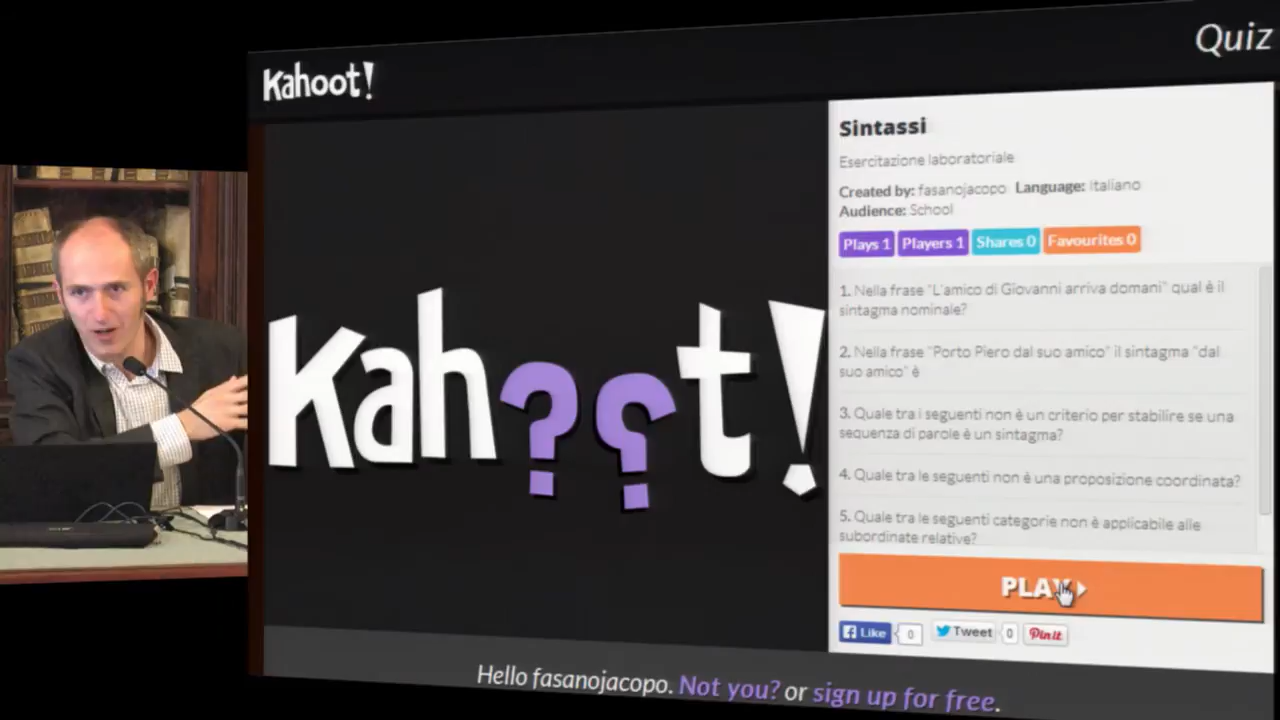 Kahoot!
Quiz
Kah??t!
Sintassi
Esercitazione laboratoriale
Created by: fasanojacopo Language: Italiano
Audience: School
Plays 1 Players 1 Shares 0 Favourites 0
1. Nella frase "L'amico di Giovanni arriva domani" qual è il
sintagma nominale?
2. Nella frase "Porto Piero dal suo amico" il sintagma "dal
suo amico" è
3. Quale tra i seguenti non è un criterio per stabilire se una
sequenza di parole è un sintagma?
4. Quale tra le seguenti non è una proposizione coordinata?
5. Quale tra le seguenti categorie non è applicabile alle
subordinate relative?
PLAY
Like 0 Tweet 0 Pin it
Hello fasanojacopo. Not you? or sign up for free.